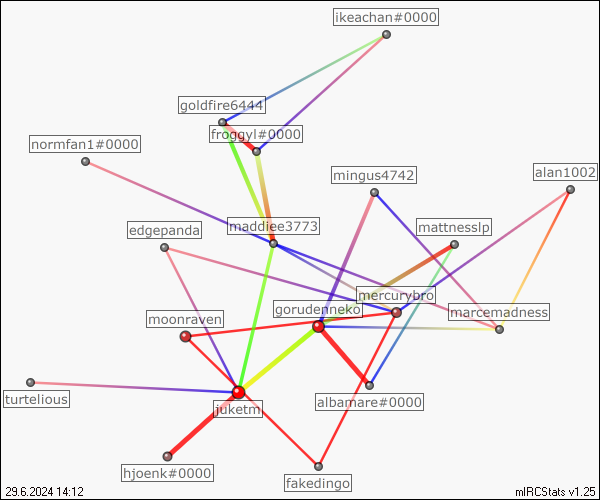 ikeachan#0000
goldfire6444
froggyl#0000
normfan1#0000
mingus4742
alan1002
edgepanda
maddiee3773
mattnesslp
mercurybro
gorudenneko
marcemadness
moonraven
turtelious
juketm
albamare#0000
hjoenk#0000
fakedingo
29.6.2024 14:12
mIRCStats v1.25